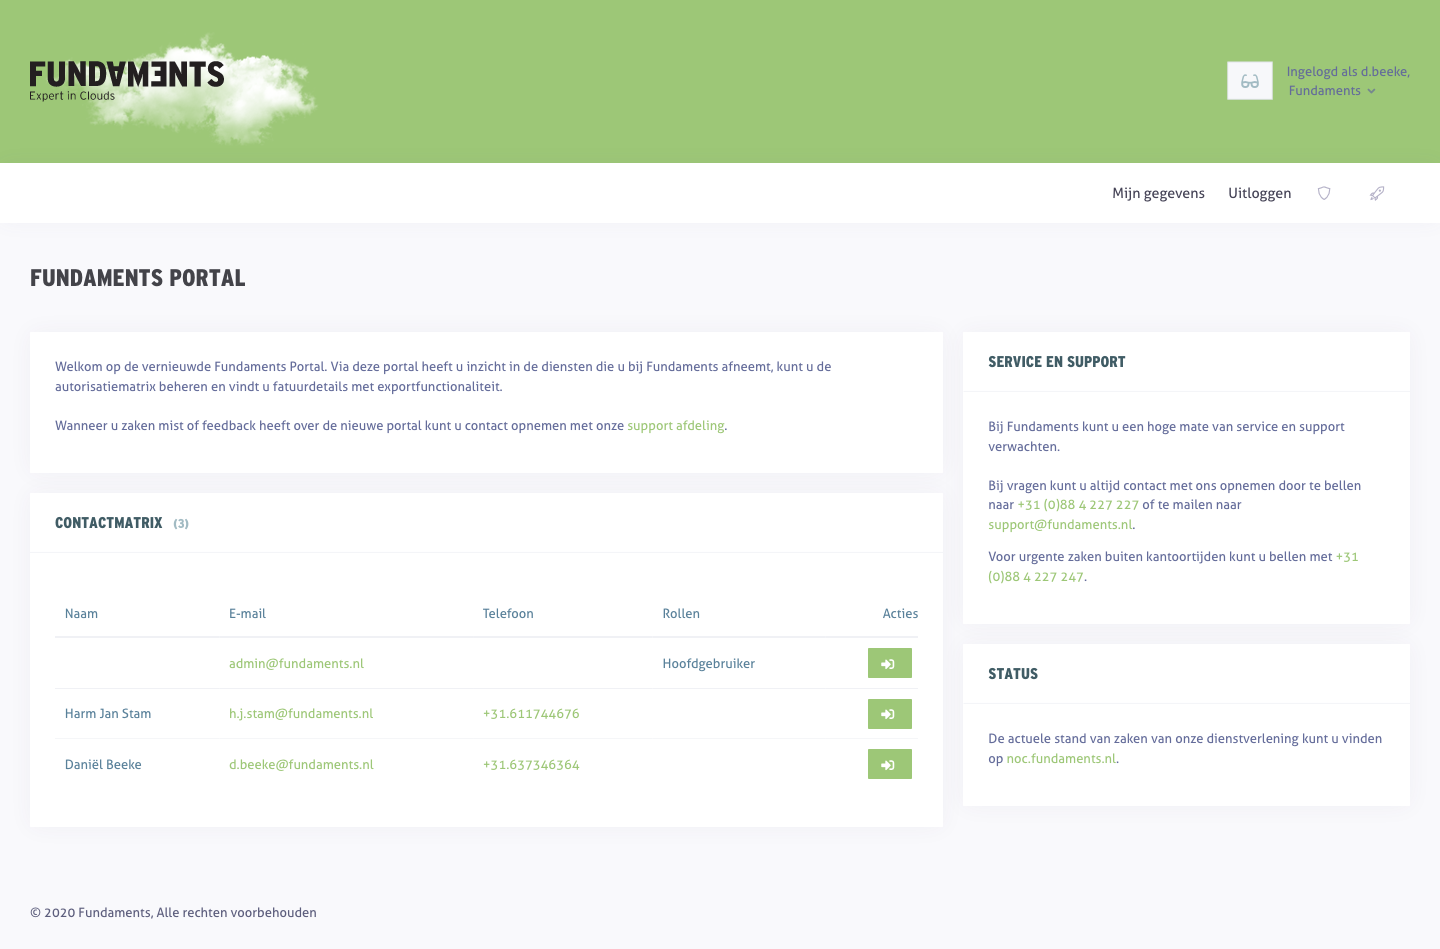 FUNDAMENTS
Expert in Clouds
Ingelogd als d.beeke,
Fundaments
Mijn gegevens Uitloggen
FUNDAMENTS PORTAL
Welkom op de vernieuwde Fundaments Portal. Via deze portal heeft u inzicht in de diensten die u bij Fundaments afneemt, kunt u de
autorisatiematrix beheren en vindt u fatuurdetails met exportfunctionaliteit.
Wanneer u zaken mist of feedback heeft over de nieuwe portal kunt u contact opnemen met onze support afdeling.
CONTACTMATRIX (3)
Naam E-mail Telefoon Rollen Acties
admin@fundaments.nl Hoofdgebruiker
Harm Jan Stam h.j.stam@fundaments.nl +31.611744676
Daniël Beeke d.beeke@fundaments.nl +31.637346364
SERVICE EN SUPPORT
Bij Fundaments kunt u een hoge mate van service en support
verwachten.
Bij vragen kunt u altijd contact met ons opnemen door te bellen
naar +31 (0)88 4 227 227 of te mailen naar
support@fundaments.nl.
Voor urgente zaken buiten kantoortijden kunt u bellen met +31
(0)88 4 227 247.
STATUS
De actuele stand van zaken van onze dienstverlening kunt u vinden
op noc.fundaments.nl.
© 2020 Fundaments, Alle rechten voorbehouden